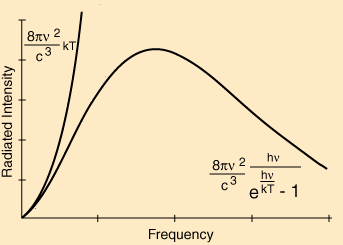 8πν² / c³ kT
Radiated Intensity
8πν² / c³ hν / e^(hν/kT) - 1
Frequency